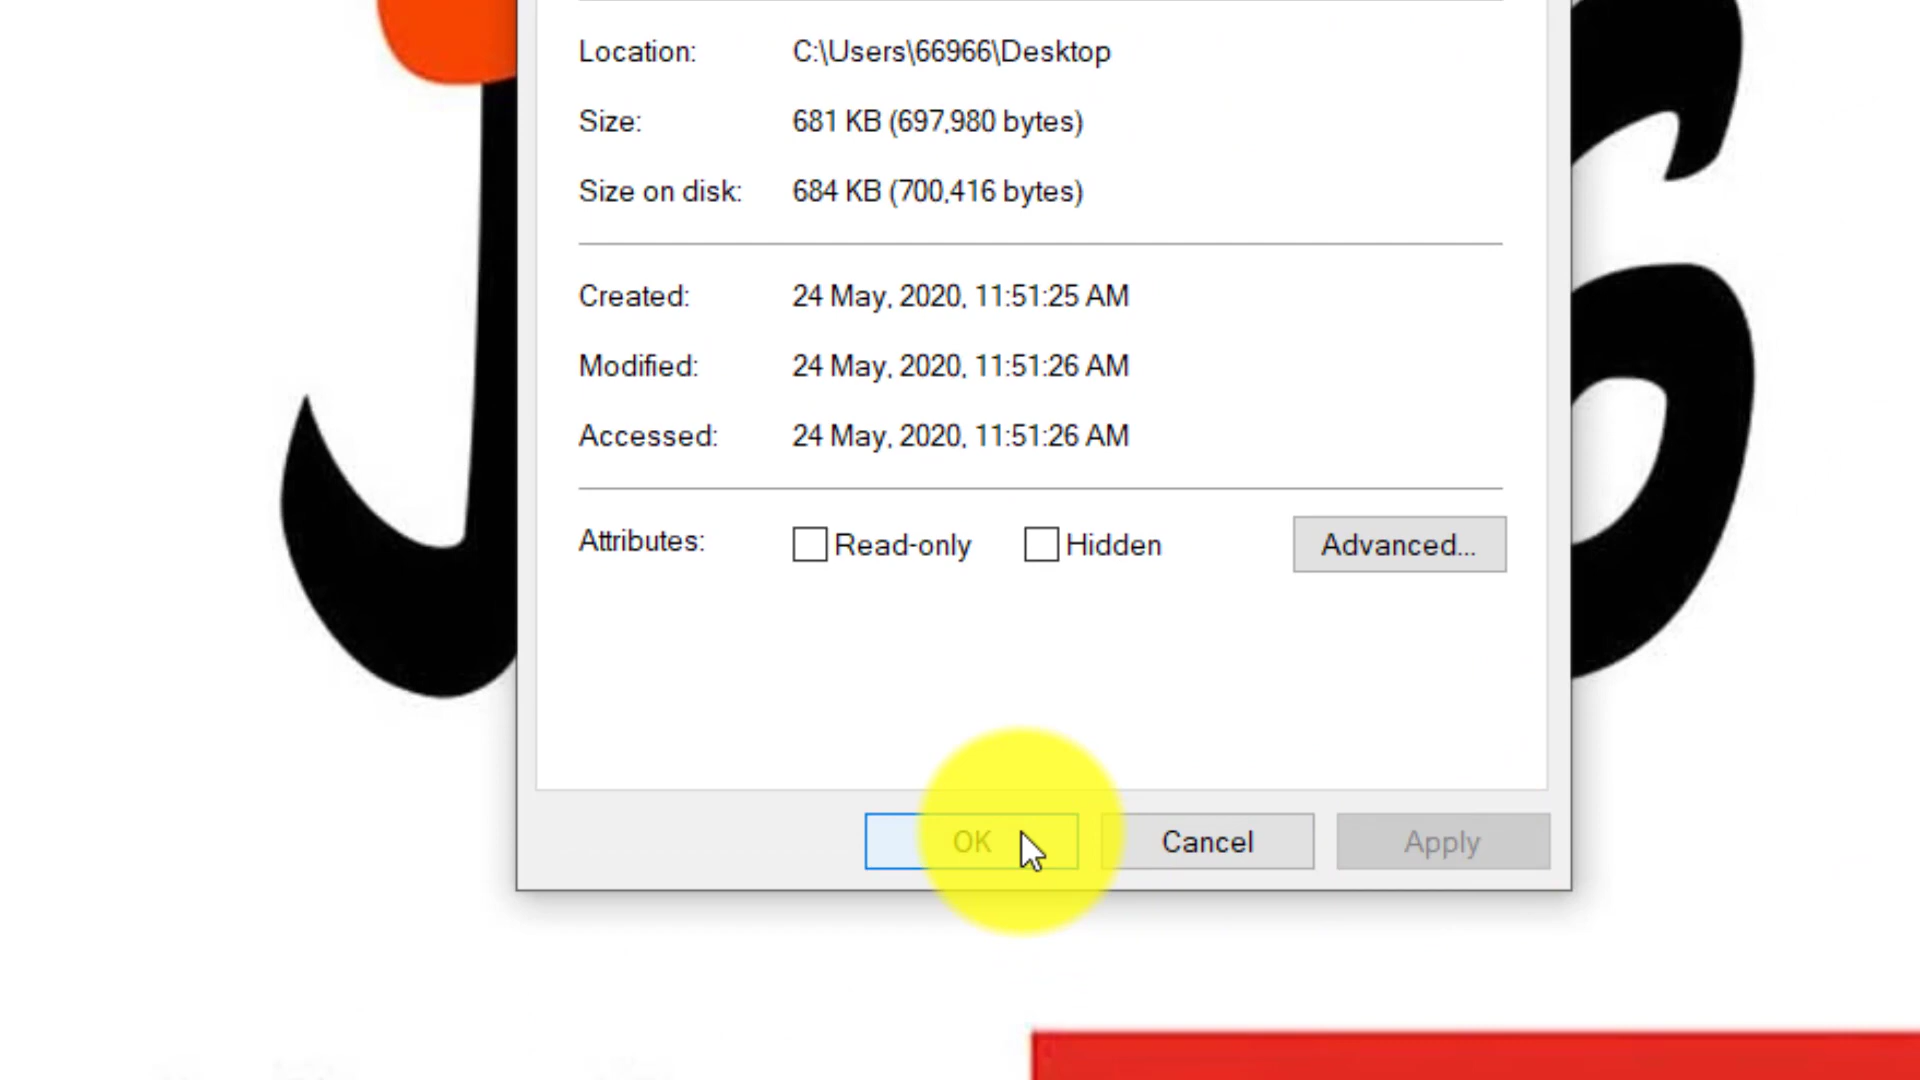 Location: C:\Users\66966\Desktop
Size: 681 KB (697,980 bytes)
Size on disk: 684 KB (700,416 bytes)
Created: 24 May, 2020, 11:51:25 AM
Modified: 24 May, 2020, 11:51:26 AM
Accessed: 24 May, 2020, 11:51:26 AM
Attributes: Read-only Hidden Advanced...
OK Cancel Apply